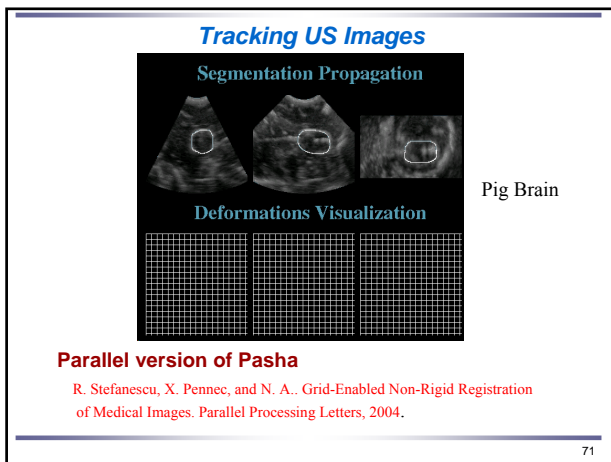 Tracking US Images
Segmentation Propagation
Pig Brain
Deformations Visualization
Parallel version of Pasha
R. Stefanescu, X. Pennec, and N. A.. Grid-Enabled Non-Rigid Registration
of Medical Images. Parallel Processing Letters, 2004.
71